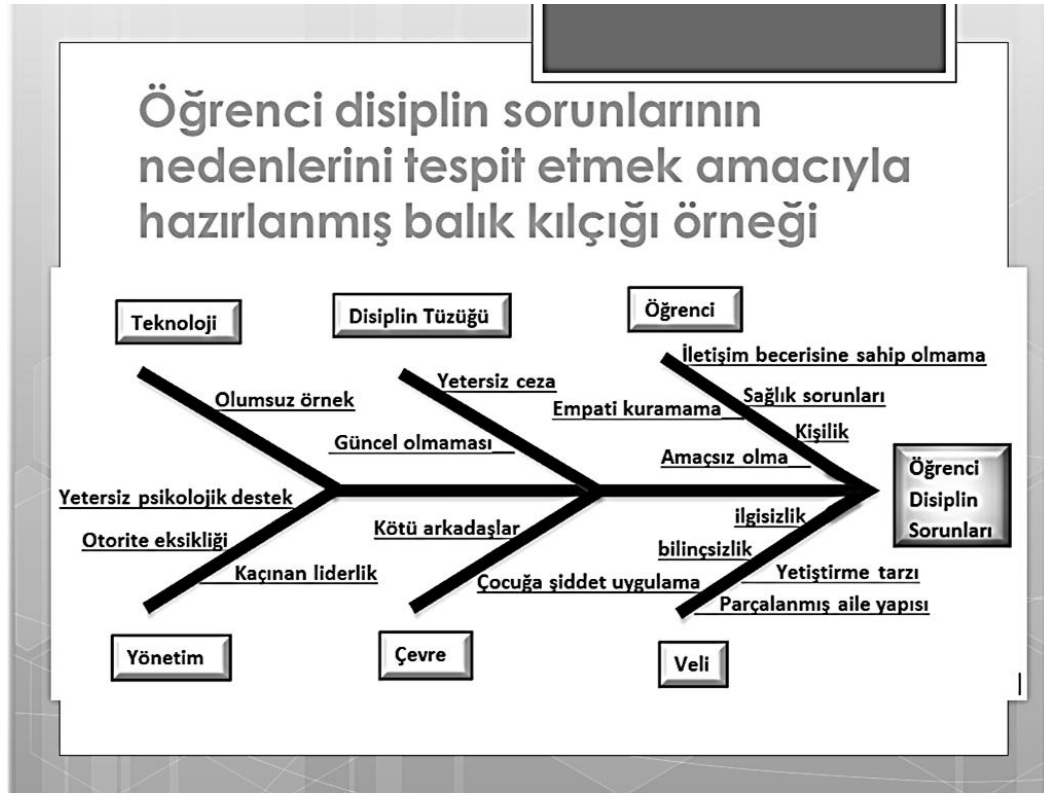 Öğrenci disiplin sorunlarının
nedenlerini tespit etmek amacıyla
hazırlanmış balık kılçığı örneği
Teknoloji
Disiplin Tüzüğü
Öğrenci
İletişim becerisine sahip olmama
Yetersiz ceza
Sağlık sorunları
Olumsuz örnek
Empati kuramama
Kişilik
Güncel olmaması
Amaçsız olma
Öğrenci
Disiplin
Sorunları
Yetersiz psikolojik destek
ilgisizlik
Kötü arkadaşlar
Otorite eksikliği
bilinçsizlik
Kaçınan liderlik
Çocuğa şiddet uygulama
Yetiştirme tarzı
Parçalanmış aile yapısı
Yönetim
Çevre
Veli